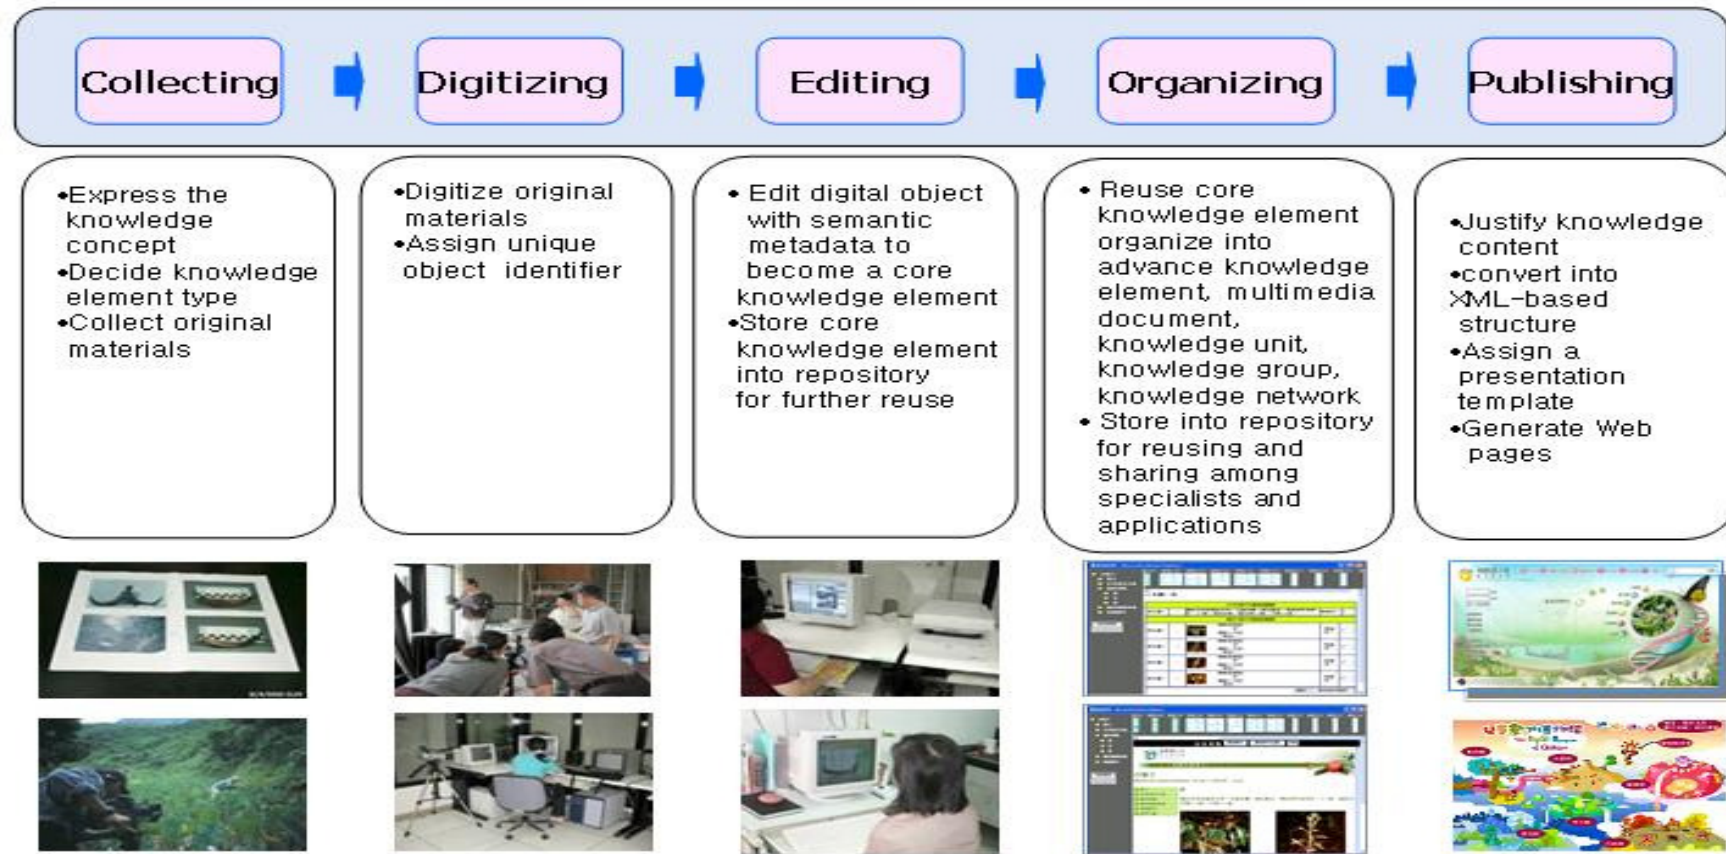 Collecting
Digitizing
Editing
Organizing
Publishing
•Express the
knowledge
concept
•Decide knowledge
element type
•Collect original
materials
•Digitize original
materials
•Assign unique
object identifier
• Edit digital object
with semantic
metadata to
become a core
knowledge element
•Store core
knowledge element
into repository
for further reuse
• Reuse core
knowledge element
organize into
advance knowledge
element, multimedia
document,
knowledge unit,
knowledge group,
knowledge network
• Store into repository
for reusing and
sharing among
specialists and
applications
•Justify knowledge
content
•convert into
XML-based
structure
•Assign a
presentation
template
•Generate Web
pages